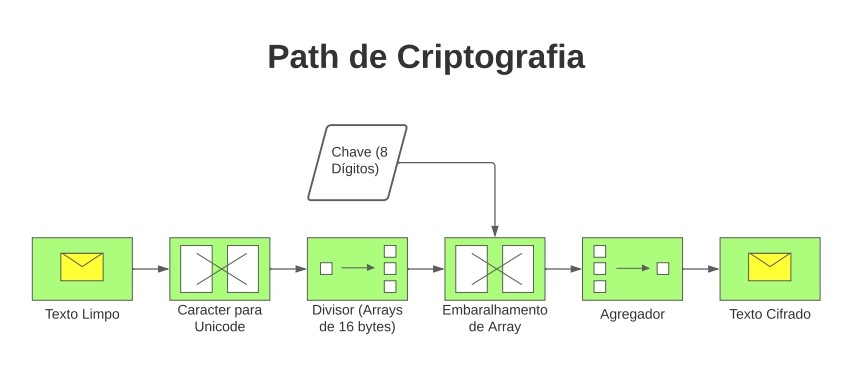 Path de Criptografia
Chave (8
Dígitos)
Texto Limpo
Caracter para
Unicode
Divisor (Arrays
de 16 bytes)
Embaralhamento
de Array
Agregador
Texto Cifrado